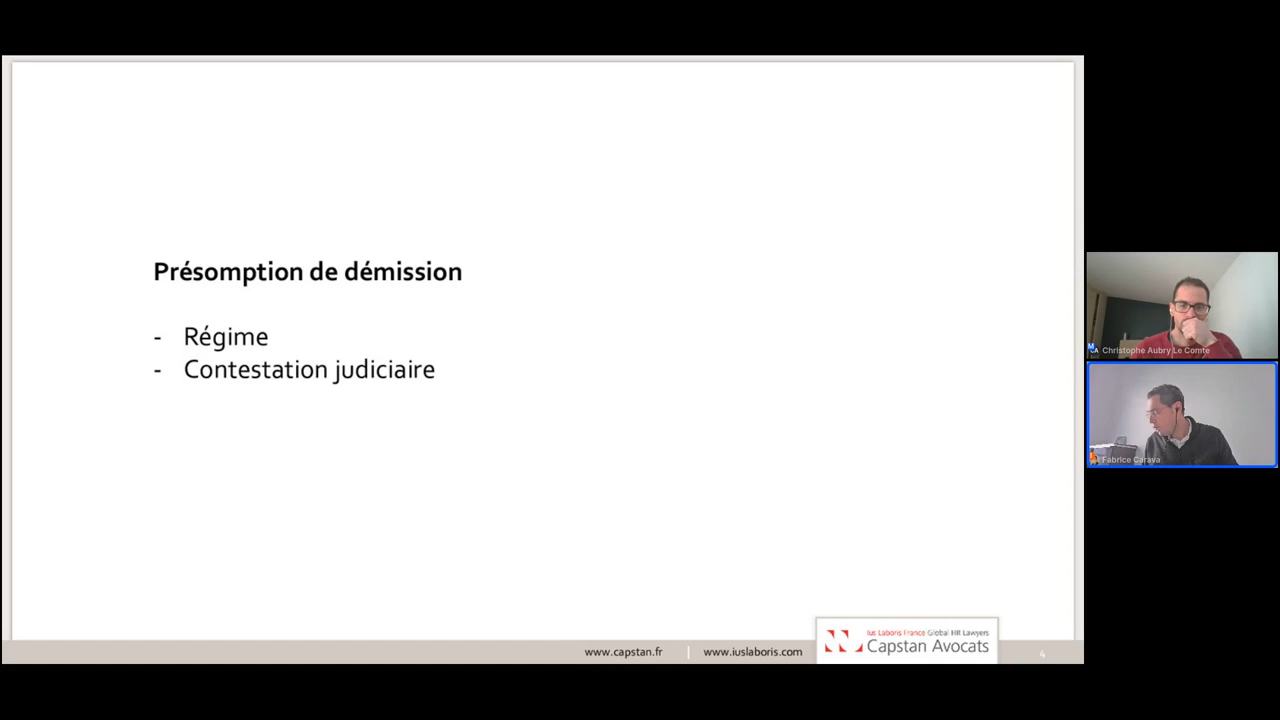 Présomption de démission
- Régime
- Contestation judiciaire
www.capstan.fr | www.iuslaboris.com
Ius Laboris France Global HR Lawyers
Capstan Avocats
4
Christophe Aubry Le Comte
Fabrice Carava